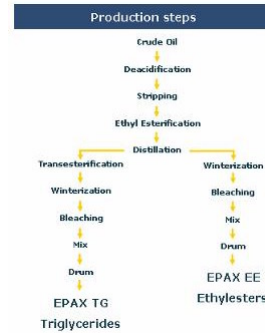 Production steps
Crude Oil
Deacidification
Stripping
Ethyl Esterification
Distillation
Transesterification
Winterization
Bleaching
Mix
Drum
EPAX TG
Triglycerides
Winterization
Bleaching
Mix
Drum
EPAX EE
Ethylesters